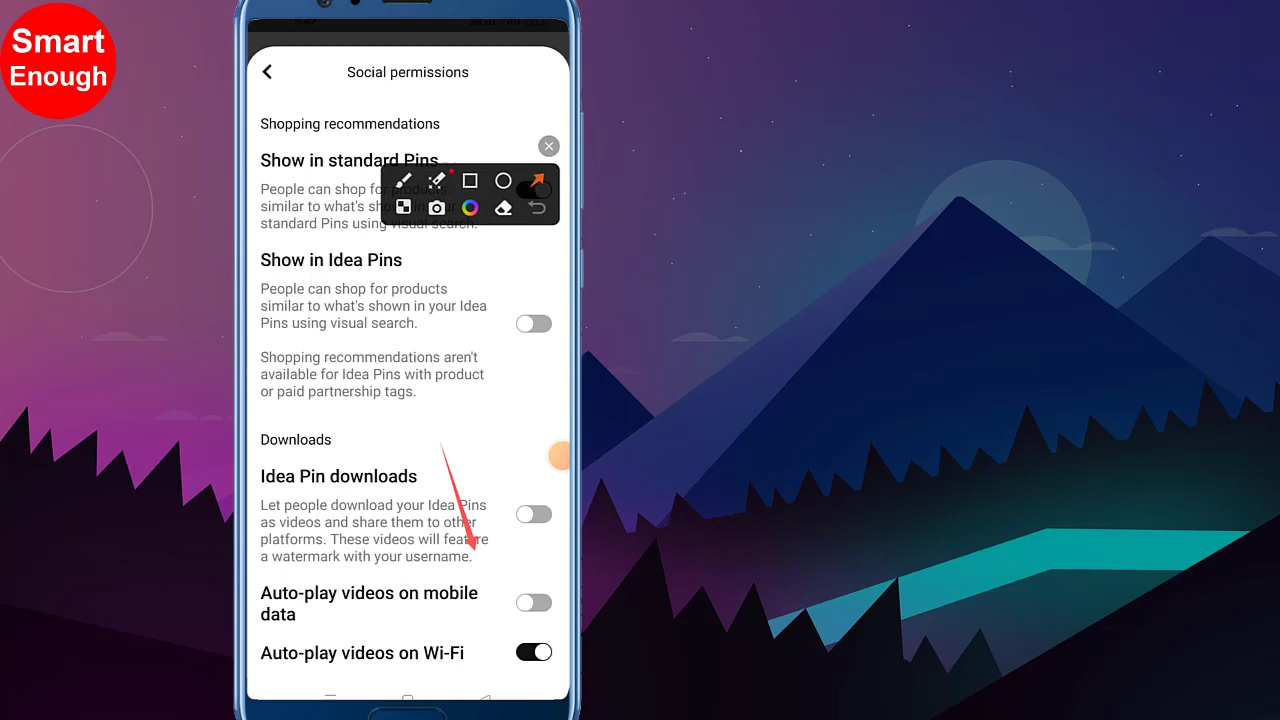 Smart
Enough
Social permissions
Shopping recommendations
Show in standard Pins
People can shop for products
similar to what's shown in your
standard Pins using visual search.
Show in Idea Pins
People can shop for products
similar to what's shown in your Idea
Pins using visual search.
Shopping recommendations aren't
available for Idea Pins with product
or paid partnership tags.
Downloads
Idea Pin downloads
Let people download your Idea Pins
as videos and share them to other
platforms. These videos will feature
a watermark with your username.
Auto-play videos on mobile
data
Auto-play videos on Wi-Fi